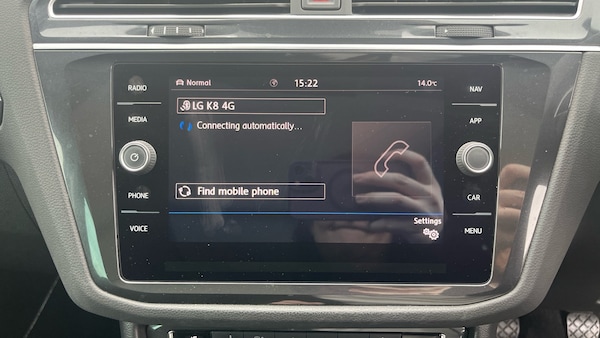 RADIO
MEDIA
PHONE
VOICE
Normal
15:22
14.0°C
LG K8 4G
Connecting automatically...
Find mobile phone
Settings
NAV
APP
CAR
MENU